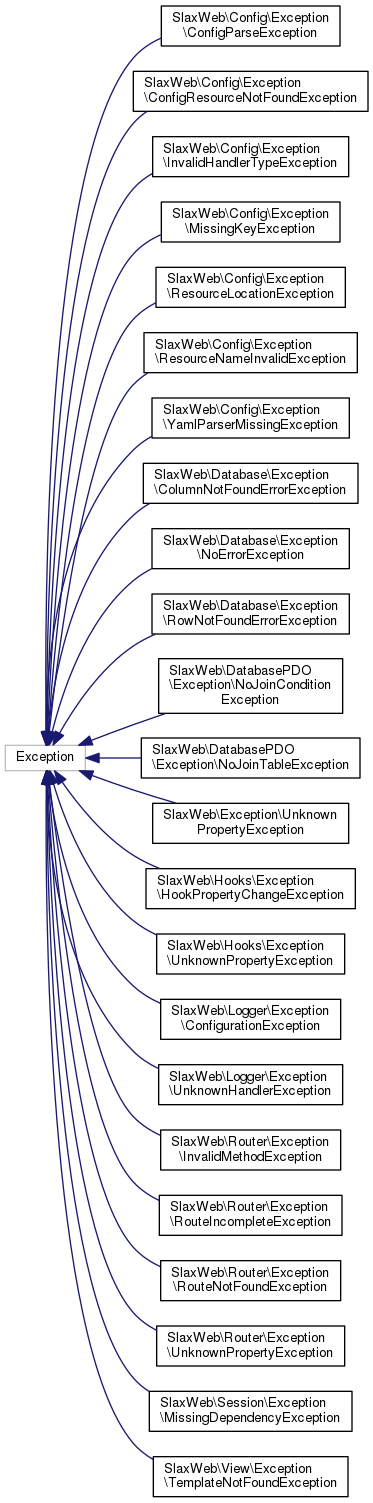 SlaxWeb\Config\Exception
\ConfigParseException
SlaxWeb\Config\Exception
\ConfigResourceNotFoundException
SlaxWeb\Config\Exception
\InvalidHandlerTypeException
SlaxWeb\Config\Exception
\MissingKeyException
SlaxWeb\Config\Exception
\ResourceLocationException
SlaxWeb\Config\Exception
\ResourceNameInvalidException
SlaxWeb\Config\Exception
\YamlParserMissingException
SlaxWeb\Database\Exception
\ColumnNotFoundErrorException
SlaxWeb\Database\Exception
\NoErrorException
SlaxWeb\Database\Exception
\RowNotFoundErrorException
SlaxWeb\DatabasePDO
\Exception\NoJoinCondition
Exception
Exception
SlaxWeb\DatabasePDO
\Exception\NoJoinTableException
SlaxWeb\Exception\Unknown
PropertyException
SlaxWeb\Hooks\Exception
\HookPropertyChangeException
SlaxWeb\Hooks\Exception
\UnknownPropertyException
SlaxWeb\Logger\Exception
\ConfigurationException
SlaxWeb\Logger\Exception
\UnknownHandlerException
SlaxWeb\Router\Exception
\InvalidMethodException
SlaxWeb\Router\Exception
\RouteIncompleteException
SlaxWeb\Router\Exception
\RouteNotFoundException
SlaxWeb\Router\Exception
\UnknownPropertyException
SlaxWeb\Session\Exception
\MissingDependencyException
SlaxWeb\View\Exception
\TemplateNotFoundException